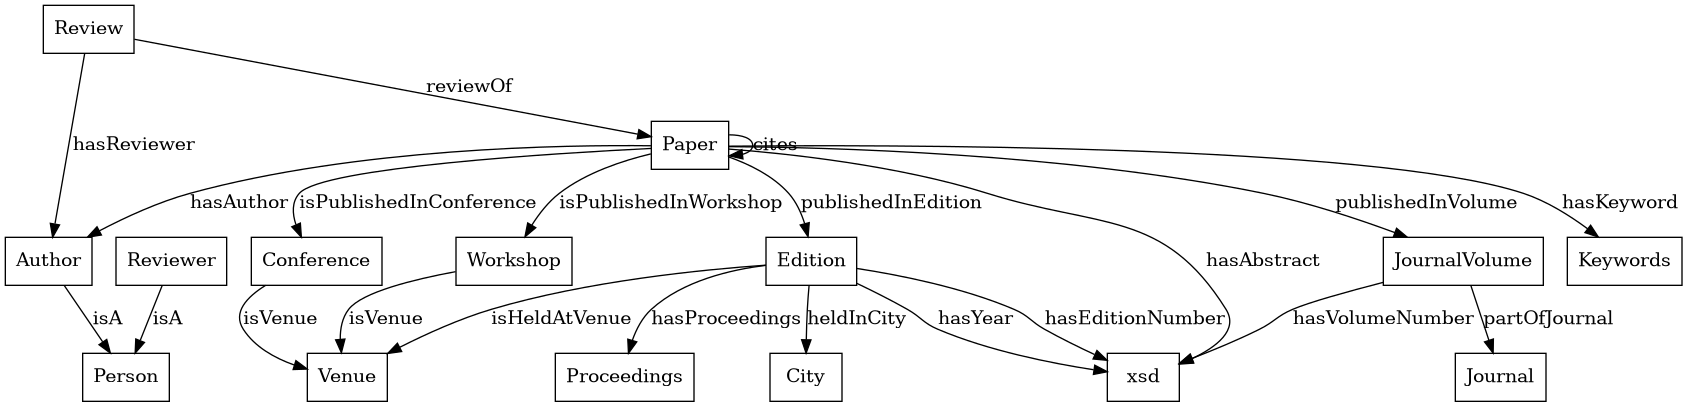 Review
reviewOf
hasReviewer
Paper
cites
hasAuthor
isPublishedInConference
isPublishedInWorkshop
publishedInEdition
publishedInVolume
hasKeyword
Author
Reviewer
Conference
Workshop
Edition
hasAbstract
JournalVolume
Keywords
isA
isA
isVenue
isVenue
isHeldAtVenue
hasProceedings
heldInCity
hasYear
hasEditionNumber
hasVolumeNumber
partOfJournal
Person
Venue
Proceedings
City
xsd
Journal